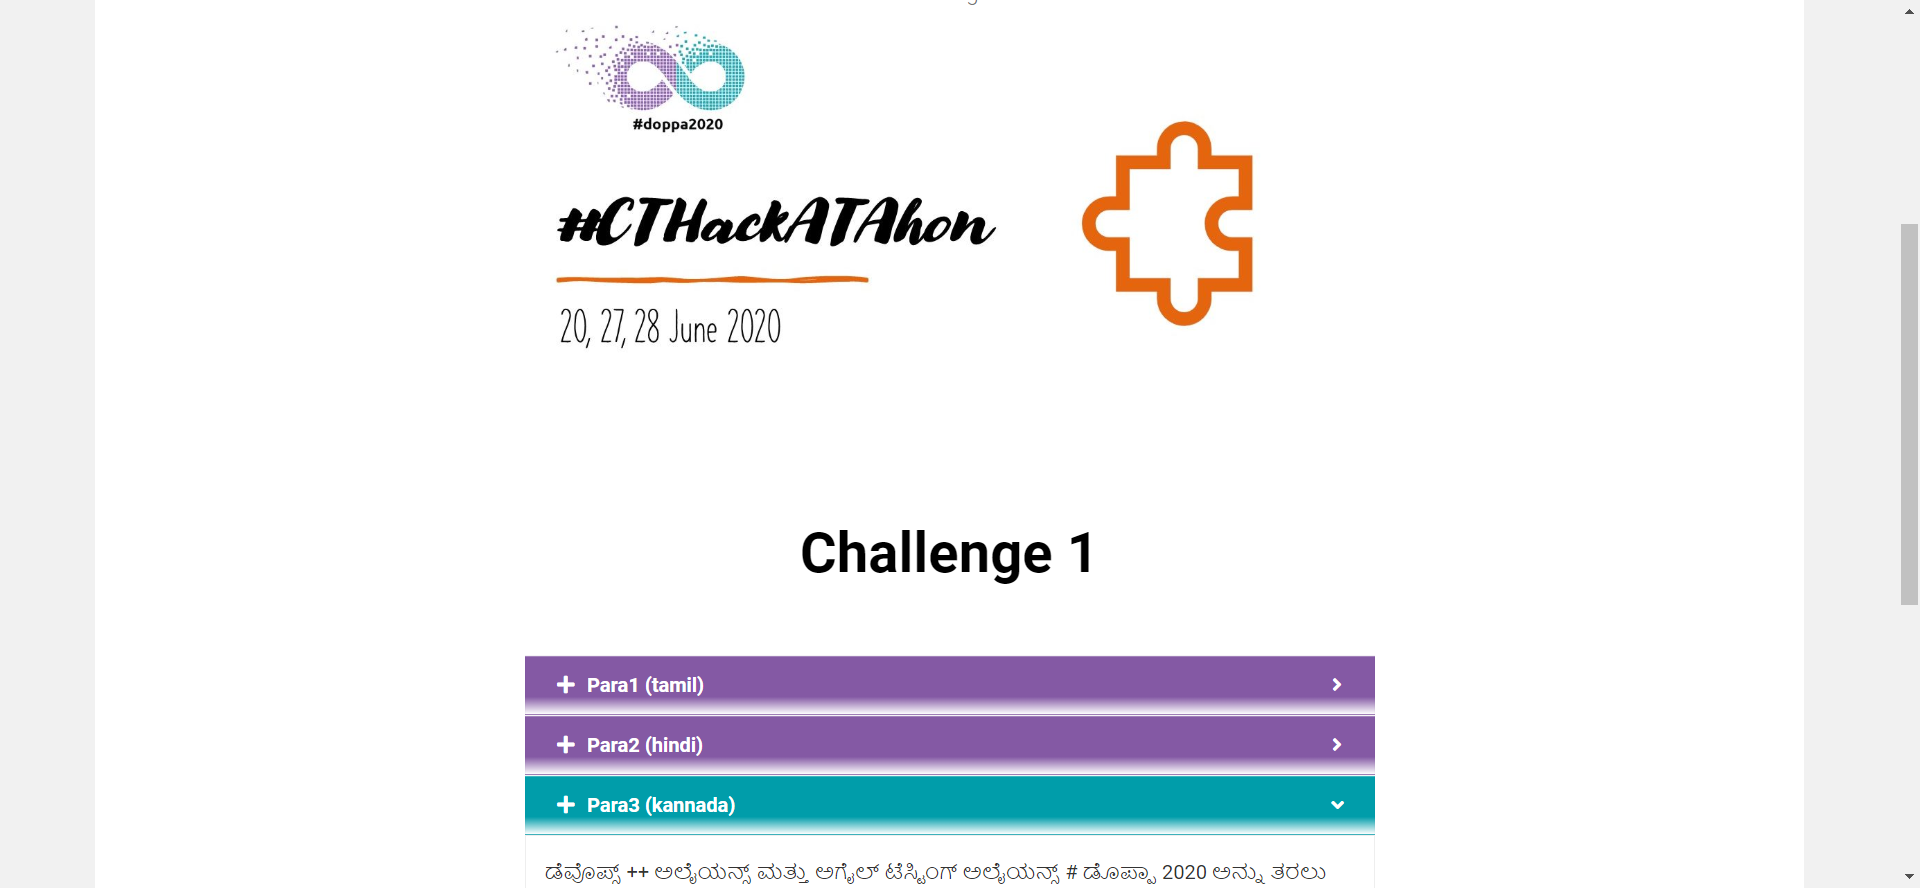 #doppa2020
#CTHackATAhon
20, 27, 28 June 2020
Challenge 1
Para1 (tamil)
Para2 (hindi)
Para3 (kannada)
ಡೆವೊಪ್ಸ್ ++ ಅಲೈಯನ್ಸ್ ಮತ್ತು ಅಗೈಲ್ ಟೆಸ್ಟಿಂಗ್ ಅಲೈಯನ್ಸ್ # ಡೊಪ್ಪಾ 2020 ಅನ್ನು ತರಲು